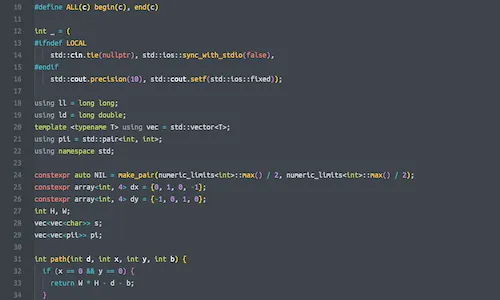 10 #define ALL(c) begin(c), end(c)
11
12 int _ = (
13 #ifndef LOCAL
14 std::cin.tie(nullptr), std::ios::sync_with_stdio(false),
15 #endif
16 std::cout.precision(10), std::cout.setf(std::ios::fixed));
17
18 using ll = long long;
19 using ld = long double;
20 template <typename T> using vec = std::vector<T>;
21 using pii = std::pair<int, int>;
22 using namespace std;
23
24 constexpr auto NIL = make_pair(numeric_limits<int>::max() / 2, numeric_limits<int>::max() / 2);
25 constexpr array<int, 4> dx = {0, 1, 0, -1};
26 constexpr array<int, 4> dy = {-1, 0, 1, 0};
27 int H, W;
28 vec<vec<char>> s;
29 vec<vec<pii>> pi;
30
31 int path(int d, int x, int y, int b) {
32 if (x == 0 && y == 0) {
33 return W * H - d - b;
34 }